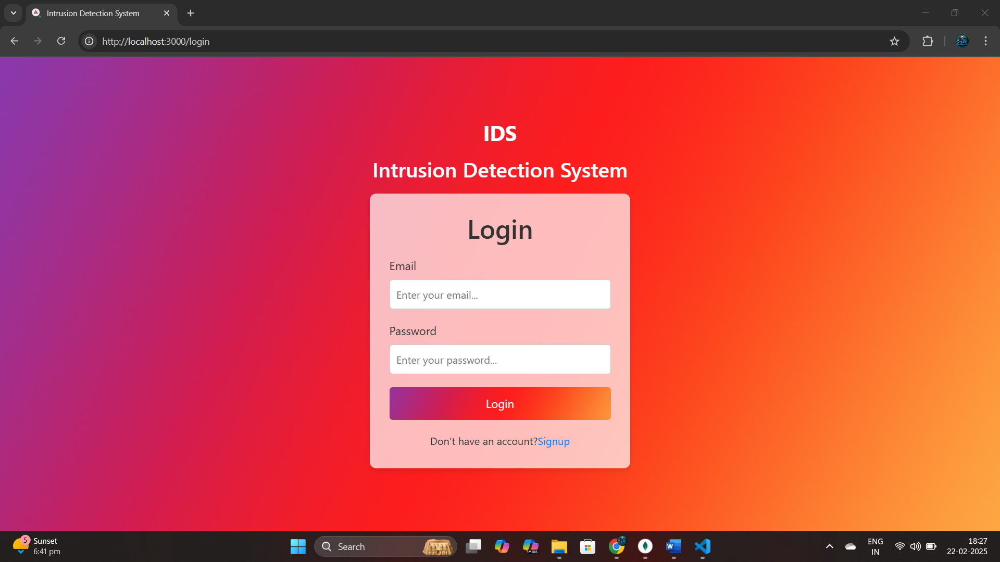 Intrusion Detection System
http://localhost:3000/login
IDS
Intrusion Detection System
Login
Email
Enter your email...
Password
Enter your password...
Login
Don't have an account?Signup
5
Sunset
6:41 pm
Search
M365
W
ENG
IN
18:27
22-02-2025